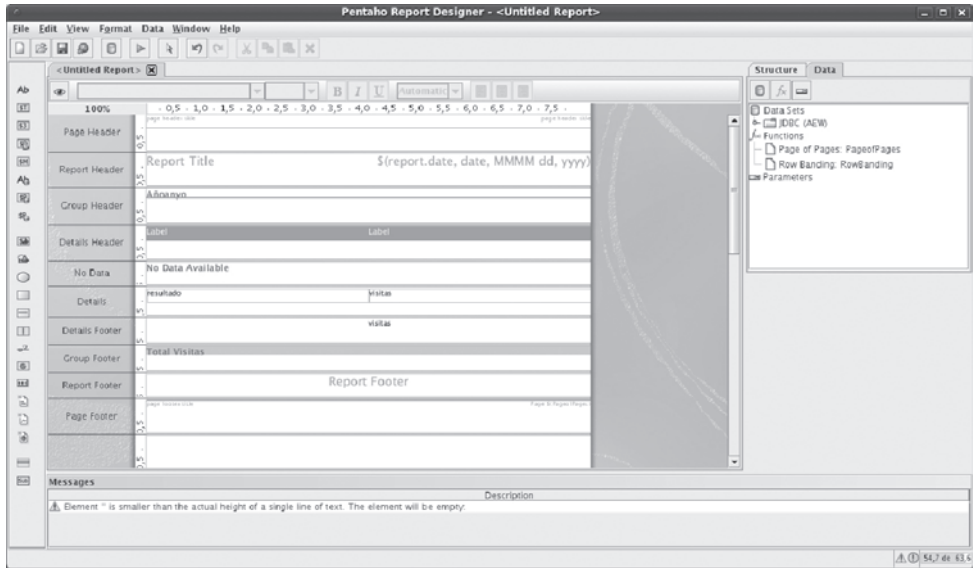 Pentaho Report Designer - <Untitled Report>
File Edit View Format Data Window Help
<Untitled Report>
Structure Data
B I U Automatic
100%
0,5 1,0 1,5 2,0 2,5 3,0 3,5 4,0 4,5 5,0 5,5 6,0 6,5 7,0 7,5
Data Sets
JDBC (AEW)
Functions
Page of Pages: PageofPages
Row Banding: RowBanding
Parameters
Page Header
Report Header
Report Title $(report.date, date, MMMM dd, yyyy)
Group Header
Details Header
Label Label
No Data
No Data Available
Details
resultado visitas
Details Footer
visitas
Group Footer
Total Visitas
Report Footer
Report Footer
Page Footer
Messages
Description
Element '' is smaller than the actual height of a single line of text. The element will be empty:
54,7 de 63,6